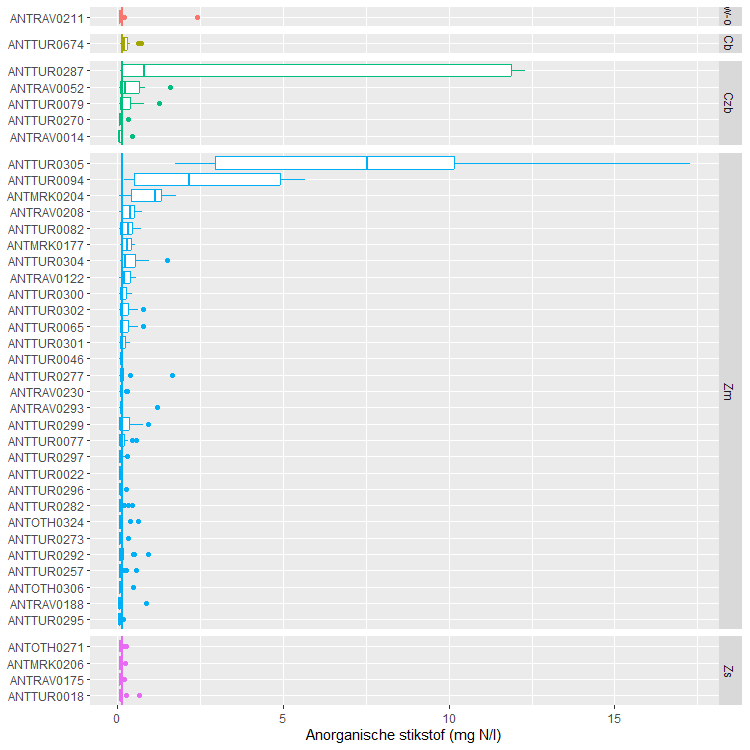 ANTRAV0211
ANTTUR0674
Cb
ANTTUR0287
ANTRAV0052
ANTTUR0079
ANTTUR0270
ANTRAV0014
Czb
ANTTUR0305
ANTTUR0094
ANTMRK0204
ANTRAV0208
ANTTUR0082
ANTMRK0177
ANTTUR0304
ANTRAV0122
ANTTUR0300
ANTTUR0302
ANTTUR0065
ANTTUR0301
ANTTUR0046
ANTTUR0277
ANTRAV0230
ANTRAV0293
ANTTUR0299
ANTTUR0077
ANTTUR0297
ANTTUR0022
ANTTUR0296
ANTTUR0282
ANTOTH0324
ANTTUR0273
ANTTUR0292
ANTTUR0257
ANTOTH0306
ANTRAV0188
ANTTUR0295
Zm
ANTOTH0271
ANTMRK0206
ANTRAV0175
ANTTUR0018
Zs
0 5 10 15
Anorganische stikstof (mg N/l)